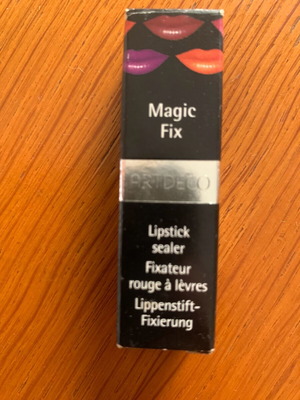 Magic
Fix
ARTDECO
Lipstick
sealer
Fixateur
rouge à lèvres
Lippenstift-
Fixierung